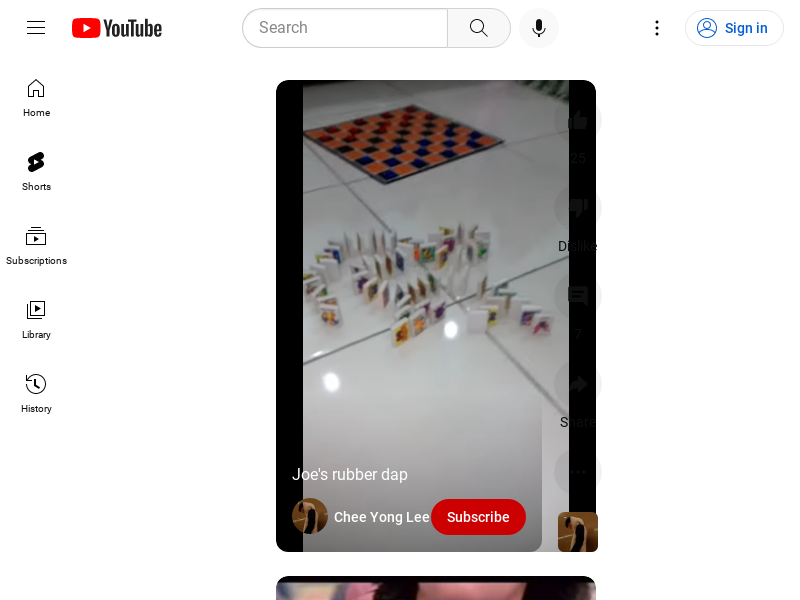 YouTube
Search
Sign in
Home
Shorts
Subscriptions
Library
History
25
Dislike
7
Share
Joe's rubber dap
Chee Yong Lee
Subscribe